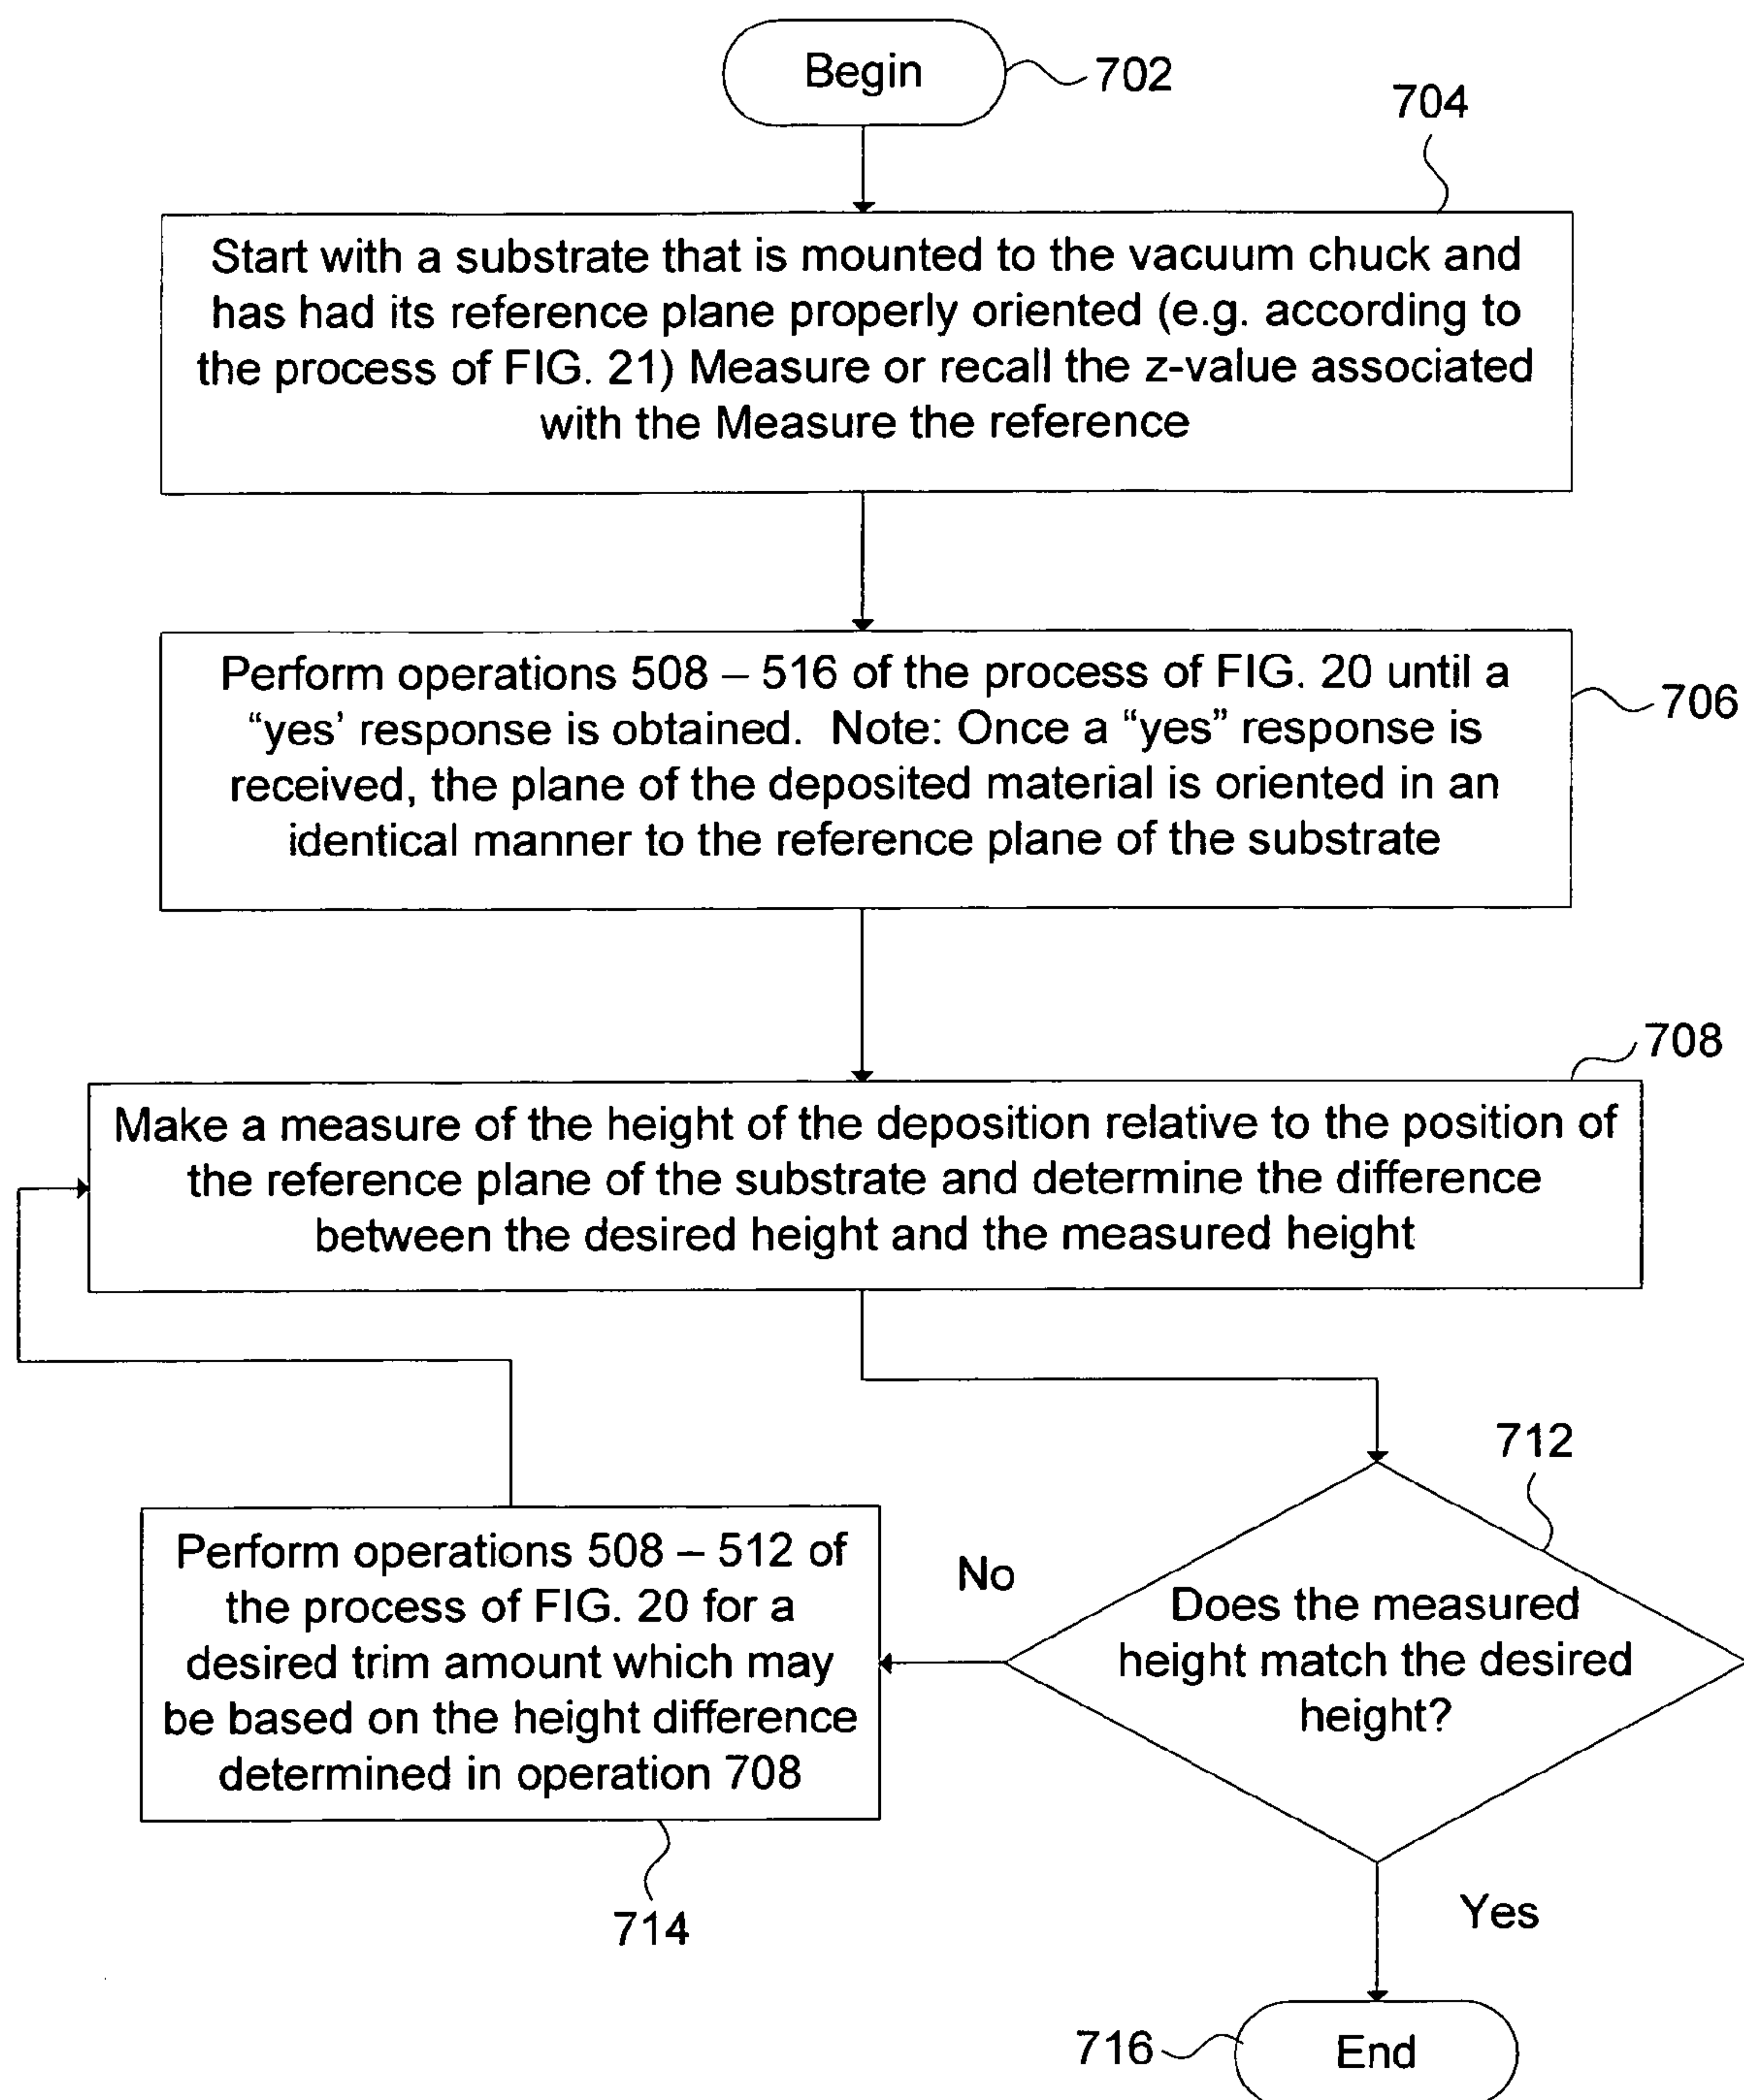 Begin
702
704
Start with a substrate that is mounted to the vacuum chuck and
has had its reference plane properly oriented (e.g. according to
the process of FIG. 21) Measure or recall the z-value associated
with the Measure the reference
Perform operations 508 – 516 of the process of FIG. 20 until a
“yes’ response is obtained.  Note: Once a “yes” response is
received, the plane of the deposited material is oriented in an
identical manner to the reference plane of the substrate
706
708
Make a measure of the height of the deposition relative to the position of
the reference plane of the substrate and determine the difference
between the desired height and the measured height
712
Does the measured
height match the desired
height?
No
Perform operations 508 – 512 of
the process of FIG. 20 for a
desired trim amount which may
be based on the height difference
determined in operation 708
714
Yes
716
End